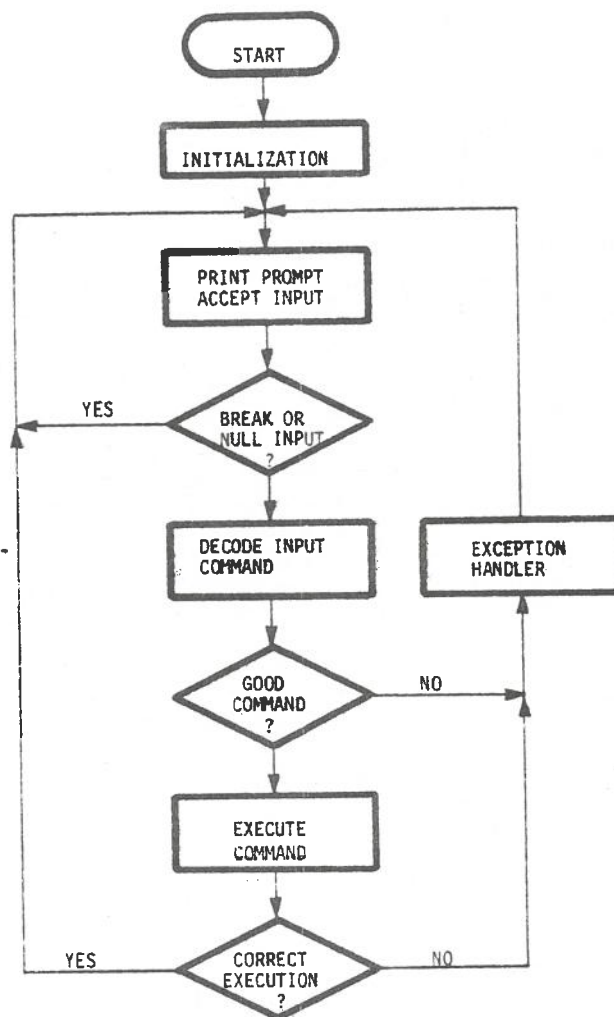 START
INITIALIZATION
PRINT PROMPT
ACCEPT INPUT
YES
BREAK OR
NULL INPUT
?
DECODE INPUT
COMMAND
EXCEPTION
HANDLER
GOOD
COMMAND
?
NO
EXECUTE
COMMAND
YES
CORRECT
EXECUTION
?
NO